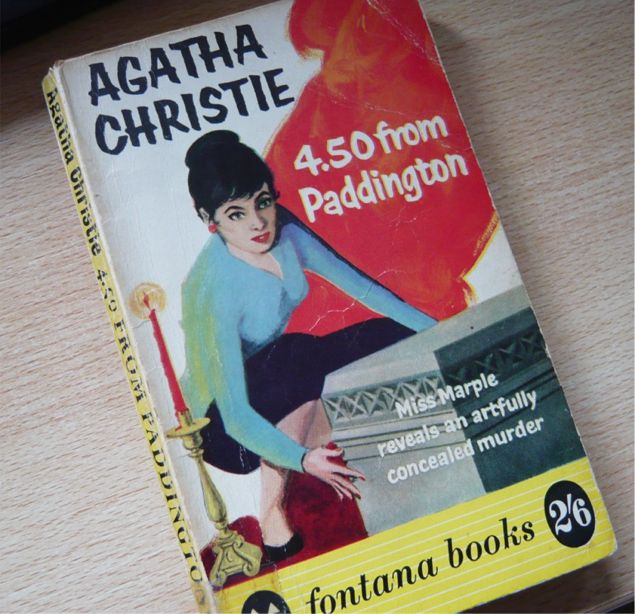 AGATHA
CHRISTIE
4.50 from
Paddington
Miss Marple
reveals an artfully
concealed murder
fontana books
2/6
Agatha Christie 4.50 FROM PADDINGTON